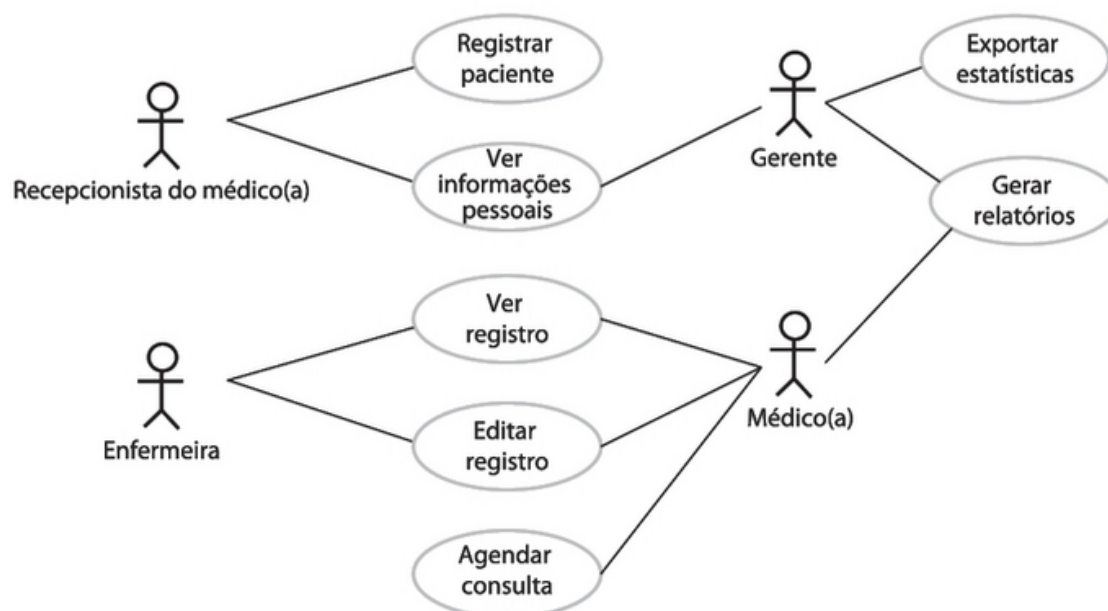 Registrar
paciente
Exportar
estatísticas
Recepcionista do médico(a)
Ver
informações
pessoais
Gerente
Gerar
relatórios
Ver
registro
Enfermeira
Editar
registro
Médico(a)
Agendar
consulta